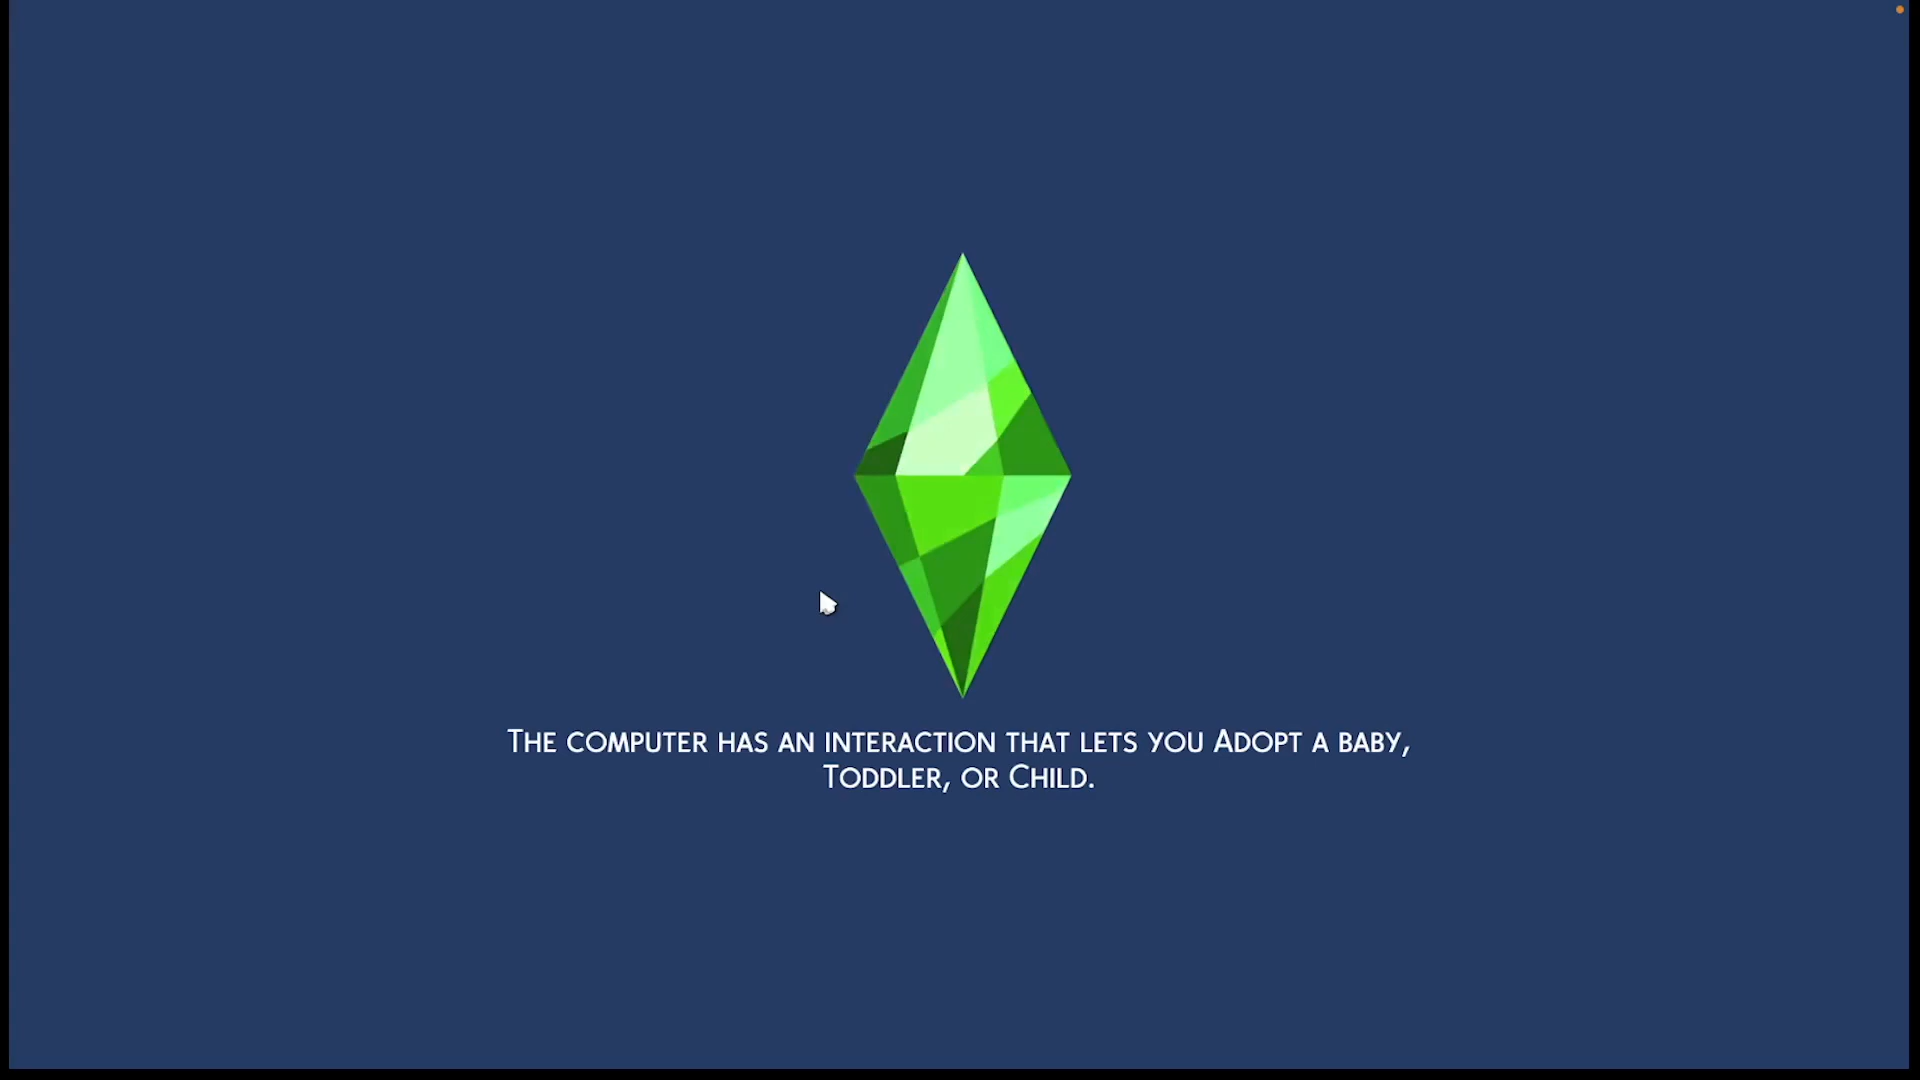 The computer has an interaction that lets you Adopt a baby,
Toddler, or Child.